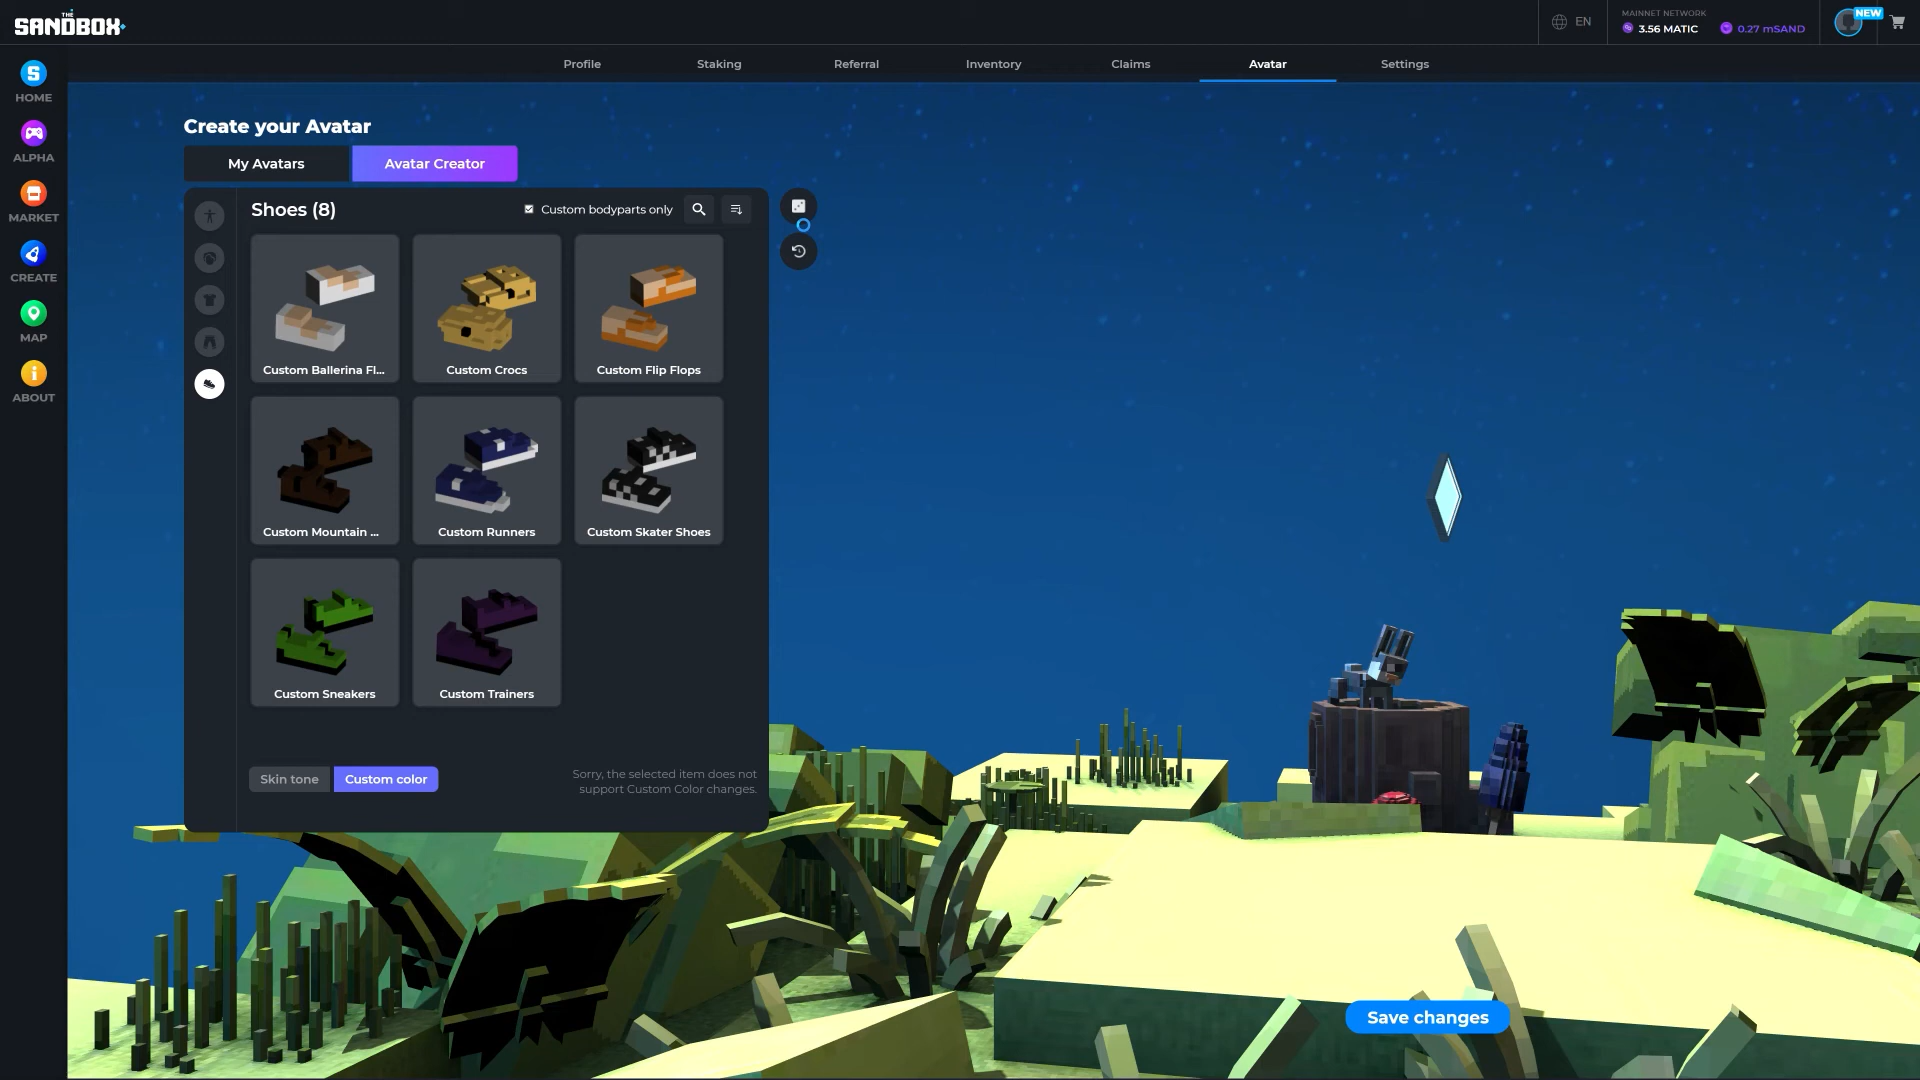 THE
SANDBOX
EN
MAINNET NETWORK
3.56 MATIC
0.27 mSAND
NEW
Profile
Staking
Referral
Inventory
Claims
Avatar
Settings
HOME
ALPHA
MARKET
CREATE
MAP
ABOUT
Create your Avatar
My Avatars
Avatar Creator
Shoes (8)
Custom bodyparts only
Custom Ballerina Fl...
Custom Crocs
Custom Flip Flops
Custom Mountain ...
Custom Runners
Custom Skater Shoes
Custom Sneakers
Custom Trainers
Skin tone
Custom color
Sorry, the selected item does not
support Custom Color changes.
Save changes